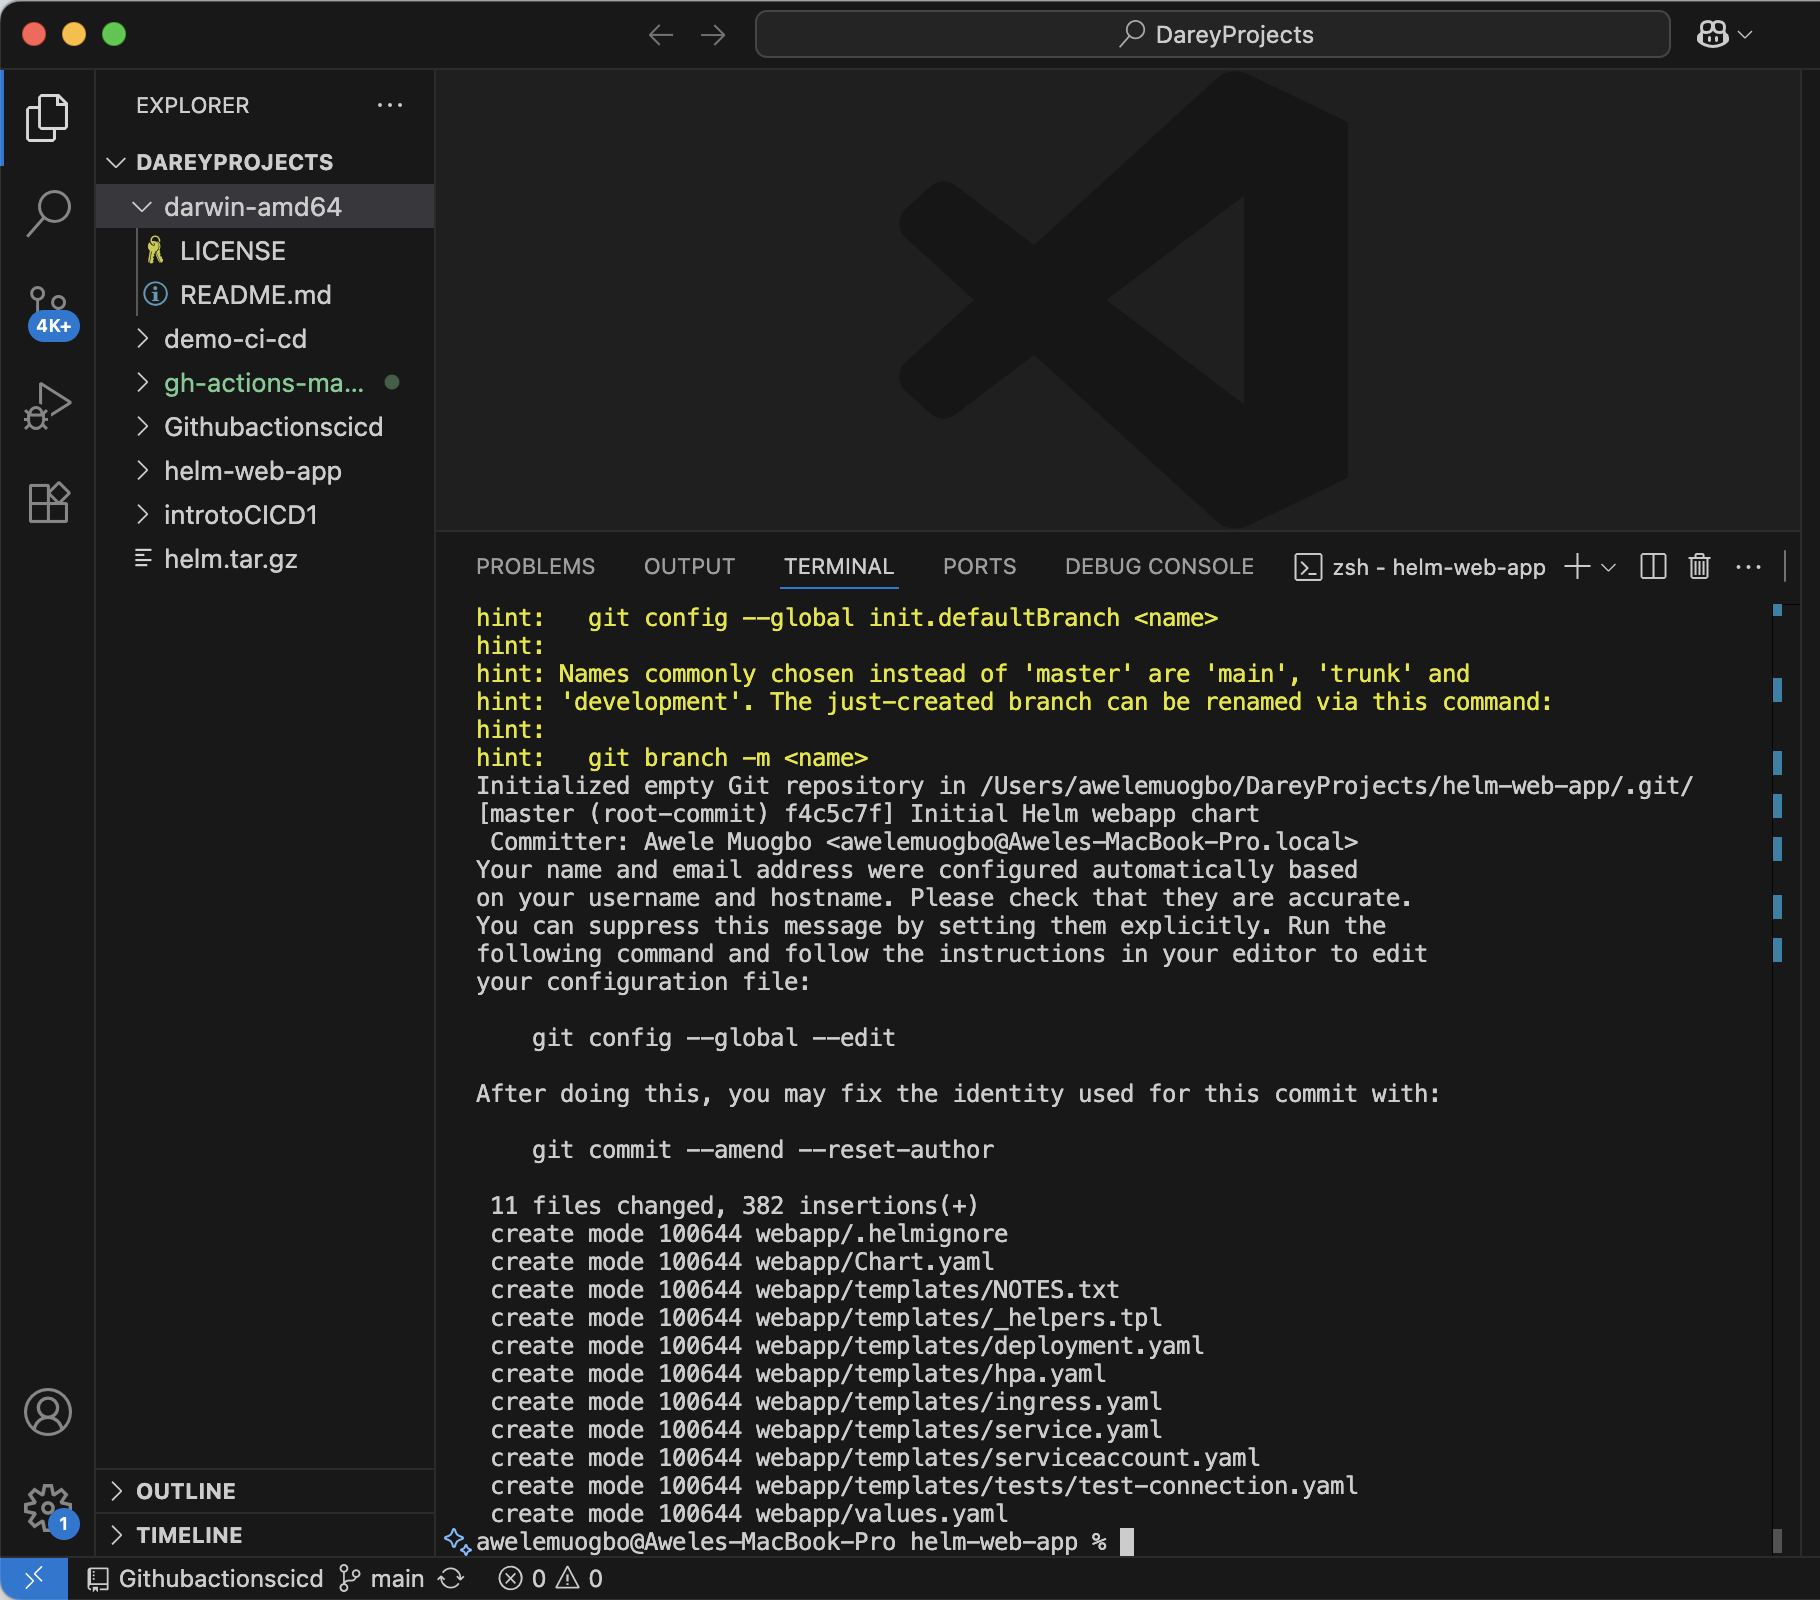 DareyProjects
EXPLORER
DAREYPROJECTS
darwin-amd64
LICENSE
README.md
4K+
demo-ci-cd
gh-actions-ma...
Githubactionscicd
helm-web-app
introtoCICD1
helm.tar.gz
PROBLEMS OUTPUT TERMINAL PORTS DEBUG CONSOLE zsh - helm-web-app
hint:   git config --global init.defaultBranch <name>
hint:
hint: Names commonly chosen instead of 'master' are 'main', 'trunk' and
hint: 'development'. The just-created branch can be renamed via this command:
hint:
hint:   git branch -m <name>
Initialized empty Git repository in /Users/awelemuogbo/DareyProjects/helm-web-app/.git/
[master (root-commit) f4c5c7f] Initial Helm webapp chart
Committer: Awele Muogbo <awelemuogbo@Aweles-MacBook-Pro.local>
Your name and email address were configured automatically based
on your username and hostname. Please check that they are accurate.
You can suppress this message by setting them explicitly. Run the
following command and follow the instructions in your editor to edit
your configuration file:
git config --global --edit
After doing this, you may fix the identity used for this commit with:
git commit --amend --reset-author
11 files changed, 382 insertions(+)
create mode 100644 webapp/.helmignore
create mode 100644 webapp/Chart.yaml
create mode 100644 webapp/templates/NOTES.txt
create mode 100644 webapp/templates/_helpers.tpl
create mode 100644 webapp/templates/deployment.yaml
create mode 100644 webapp/templates/hpa.yaml
create mode 100644 webapp/templates/ingress.yaml
create mode 100644 webapp/templates/service.yaml
create mode 100644 webapp/templates/serviceaccount.yaml
create mode 100644 webapp/templates/tests/test-connection.yaml
create mode 100644 webapp/values.yaml
awelemuogbo@Aweles-MacBook-Pro helm-web-app %
OUTLINE
1
TIMELINE
Githubactionscicd main 0 0